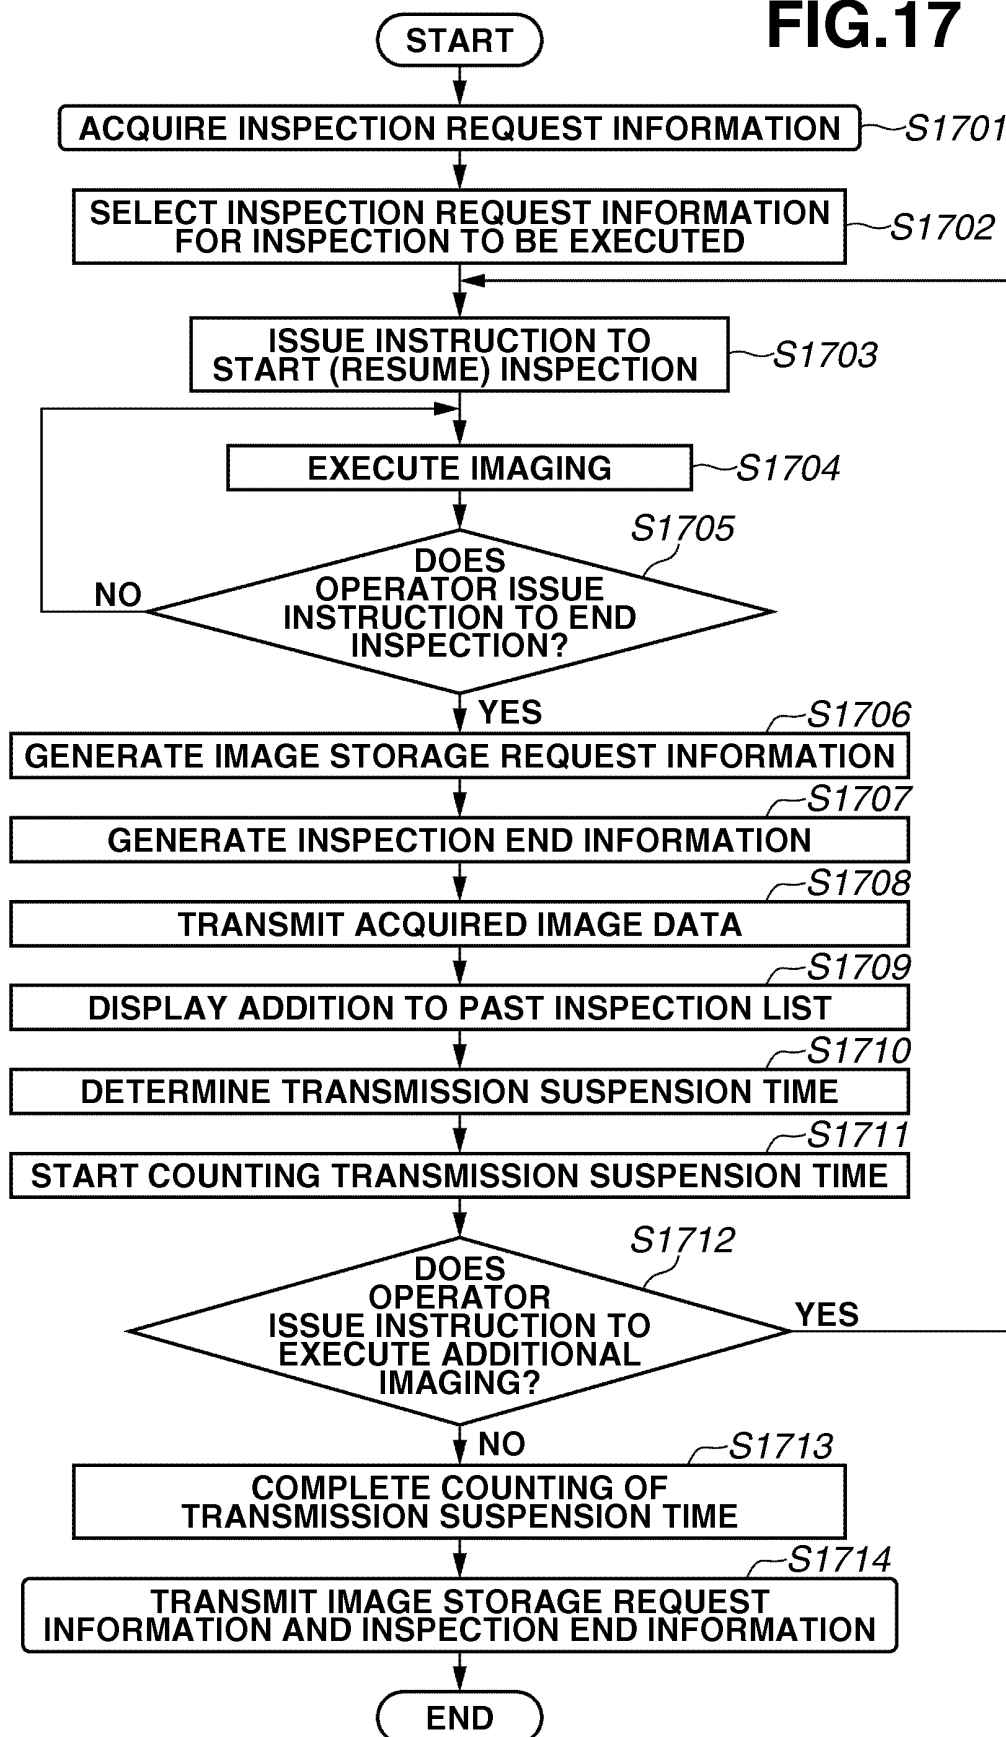 FIG.17
START
ACQUIRE INSPECTION REQUEST INFORMATION
S1701
SELECT INSPECTION REQUEST INFORMATION
FOR INSPECTION TO BE EXECUTED
S1702
ISSUE INSTRUCTION TO
START (RESUME) INSPECTION
S1703
EXECUTE IMAGING
S1704
S1705
DOES
OPERATOR ISSUE
INSTRUCTION TO END
INSPECTION?
NO
YES
S1706
GENERATE IMAGE STORAGE REQUEST INFORMATION
S1707
GENERATE INSPECTION END INFORMATION
S1708
TRANSMIT ACQUIRED IMAGE DATA
S1709
DISPLAY ADDITION TO PAST INSPECTION LIST
S1710
DETERMINE TRANSMISSION SUSPENSION TIME
S1711
START COUNTING TRANSMISSION SUSPENSION TIME
S1712
DOES
OPERATOR
ISSUE INSTRUCTION TO
EXECUTE ADDITIONAL
IMAGING?
YES
NO
S1713
COMPLETE COUNTING OF
TRANSMISSION SUSPENSION TIME
S1714
TRANSMIT IMAGE STORAGE REQUEST
INFORMATION AND INSPECTION END INFORMATION
END